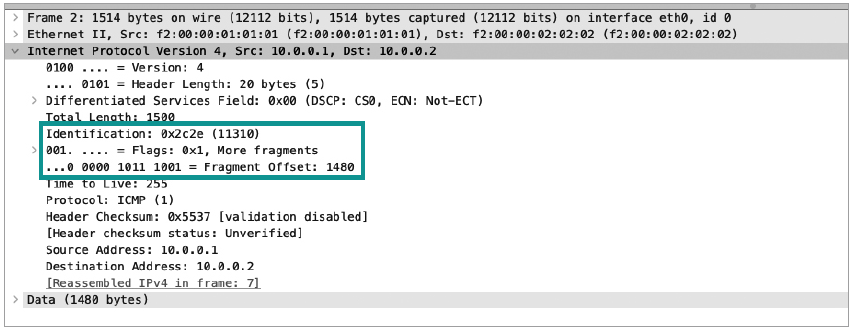 Frame 2: 1514 bytes on wire (12112 bits), 1514 bytes captured (12112 bits) on interface eth0, id 0
Ethernet II, Src: f2:00:00:01:01:01 (f2:00:00:01:01:01), Dst: f2:00:00:02:02:02 (f2:00:00:02:02:02)
Internet Protocol Version 4, Src: 10.0.0.1, Dst: 10.0.0.2
0100 .... = Version: 4
.... 0101 = Header Length: 20 bytes (5)
Differentiated Services Field: 0x00 (DSCP: CS0, ECN: Not-ECT)
Total Length: 1500
Identification: 0x2c2e (11310)
001. .... = Flags: 0x1, More fragments
...0 0000 1011 1001 = Fragment Offset: 1480
Time to Live: 255
Protocol: ICMP (1)
Header Checksum: 0x5537 [validation disabled]
[Header checksum status: Unverified]
Source Address: 10.0.0.1
Destination Address: 10.0.0.2
[Reassembled IPv4 in frame: 7]
Data (1480 bytes)